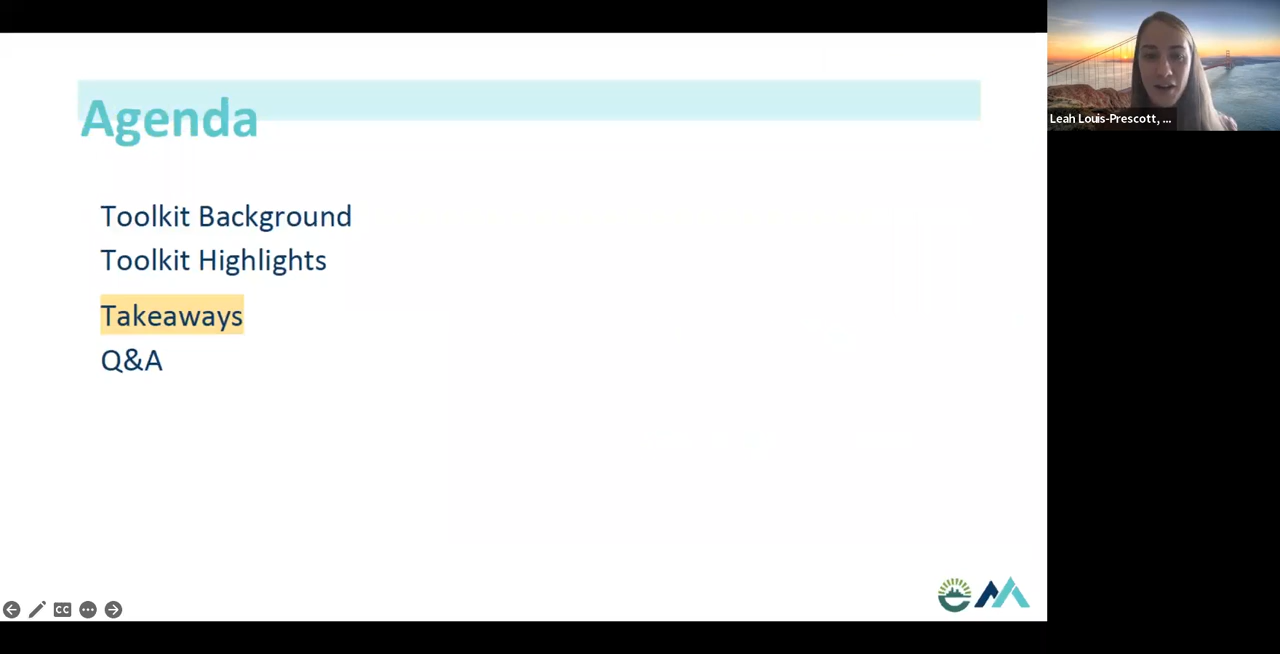 Agenda
Toolkit Background
Toolkit Highlights
Takeaways
Q&A
Leah Louis-Prescott, ...
CC